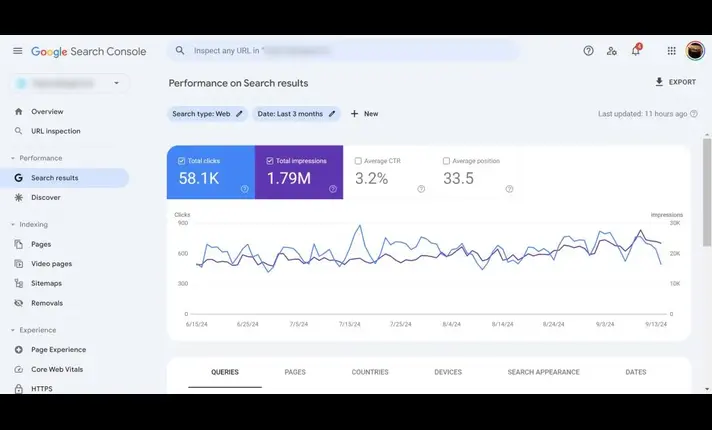 Google Search Console
Inspect any URL in "
4
Overview
URL inspection
Performance
Search results
Discover
Indexing
Pages
Video pages
Sitemaps
Removals
Experience
Page Experience
Core Web Vitals
HTTPS
Performance on Search results
EXPORT
Search type: Web
Date: Last 3 months
+ New
Last updated: 11 hours ago
Total clicks
58.1K
Total impressions
1.79M
Average CTR
3.2%
Average position
33.5
Clicks
Impressions
900
600
300
0
30K
20K
10K
0
6/15/24
6/25/24
7/5/24
7/13/24
7/25/24
8/4/24
8/14/24
8/24/24
9/3/24
9/13/24
QUERIES
PAGES
COUNTRIES
DEVICES
SEARCH APPEARANCE
DATES